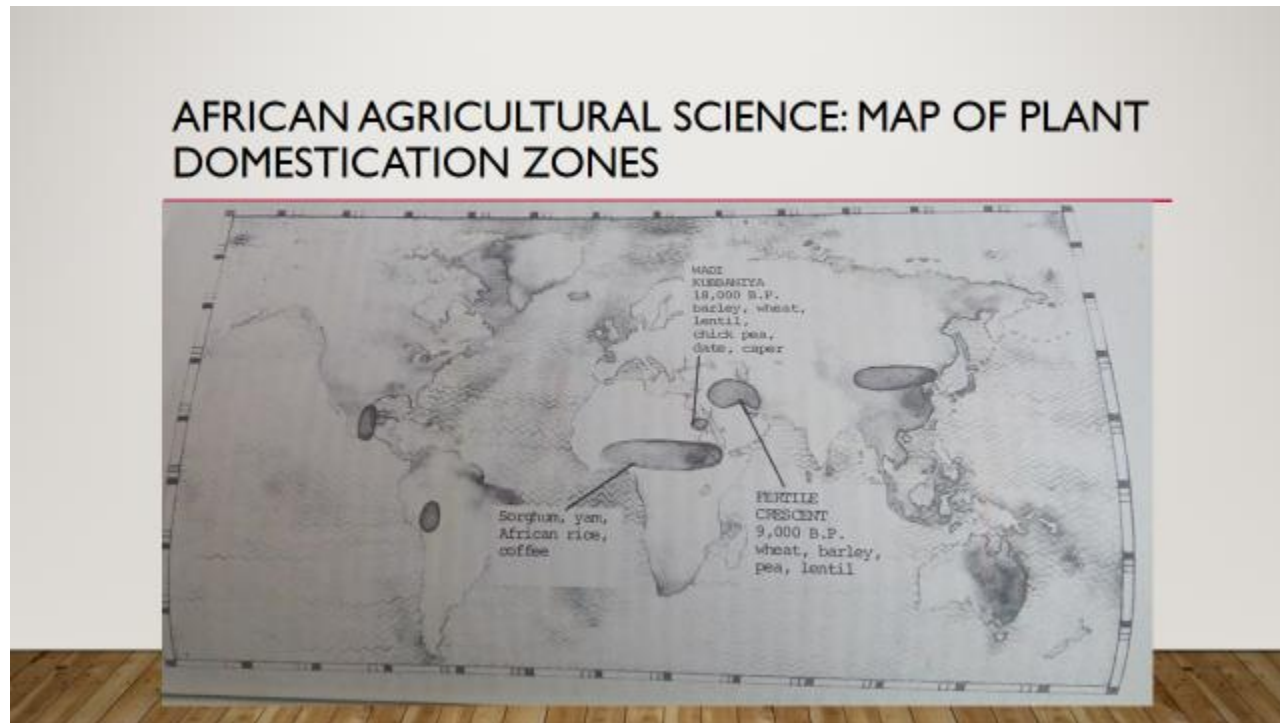 AFRICAN AGRICULTURAL SCIENCE: MAP OF PLANT
DOMESTICATION ZONES
WADI
KUBBANIYA
18,000 B.P.
barley, wheat,
lentil,
chick pea,
date, caper
Sorghum, yam,
African rice,
coffee
FERTILE
CRESCENT
9,000 B.P.
wheat, barley,
pea, lentil